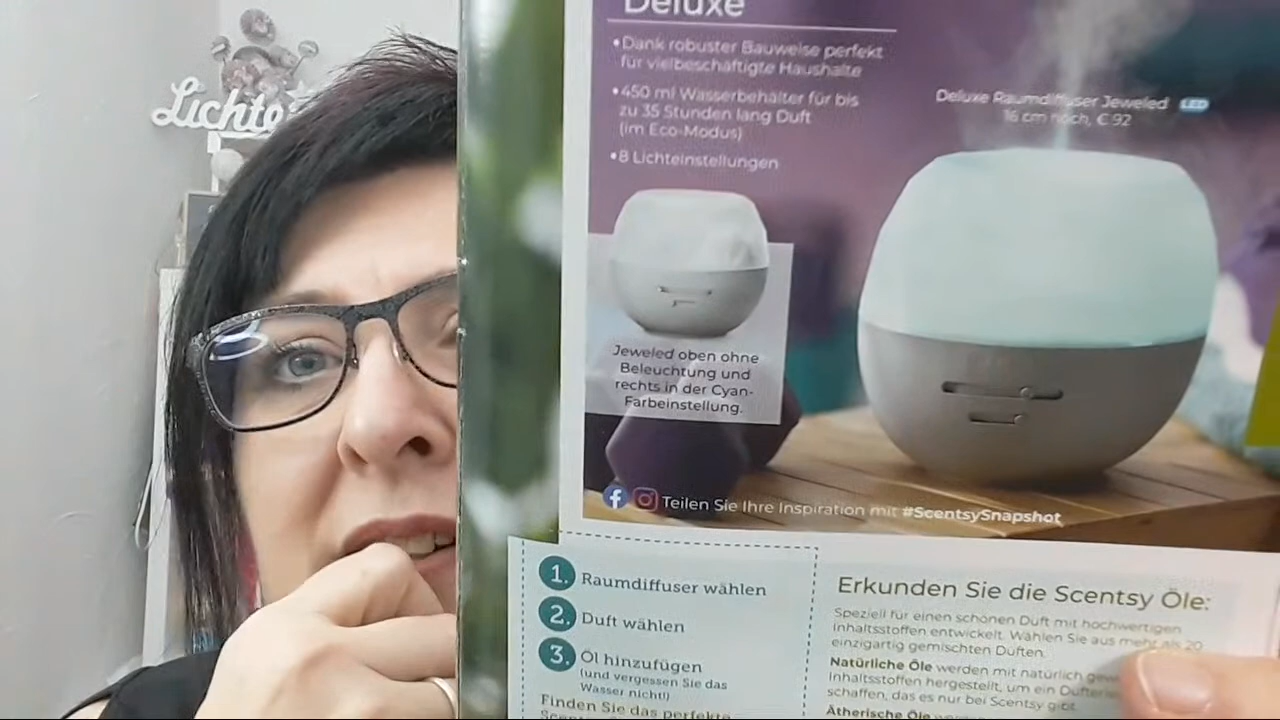 Lichte
Deluxe
•Dank robuster Bauweise perfekt
für vielbeschäftigte Haushalte
•450 ml Wasserbehälter für bis
zu 35 Stunden lang Duft
(im Eco-Modus)
•8 Lichteinstellungen
Deluxe Raumdiffuser Jeweled LED
16 cm hoch, € 92
Jeweled oben ohne
Beleuchtung und
rechts in der Cyan-
Farbeinstellung.
Teilen Sie Ihre Inspiration mit #ScentsySnapshot
1. Raumdiffuser wählen
2. Duft wählen
3. Öl hinzufügen
(und vergessen Sie das
Wasser nicht!)
Finden Sie das perfekte
Erkunden Sie die Scentsy Öle:
Speziell für einen schönen Duft mit hochwertigen
Inhaltsstoffen entwickelt. Wählen Sie aus mehr als 20
einzigartig gemischten Düften.
Natürliche Öle werden mit natürlich
Inhaltsstoffen hergestellt, um ein
schaffen, das es nur bei Scentsy gibt.
Ätherische Öle